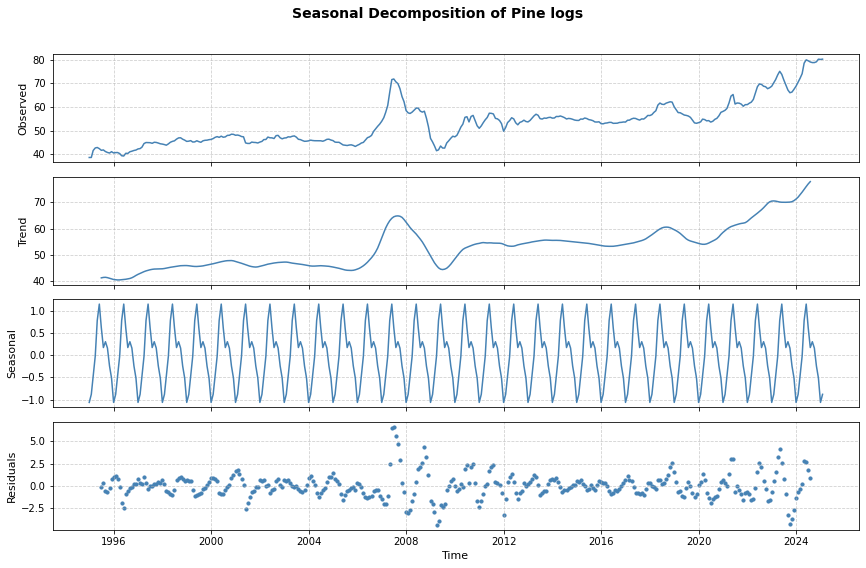 Seasonal Decomposition of Pine logs
80
70
60
50
40
Observed
70
60
50
40
Trend
1.0
0.5
0.0
−0.5
−1.0
Seasonal
5.0
2.5
0.0
−2.5
Residuals
1996 2000 2004 2008 2012 2016 2020 2024
Time